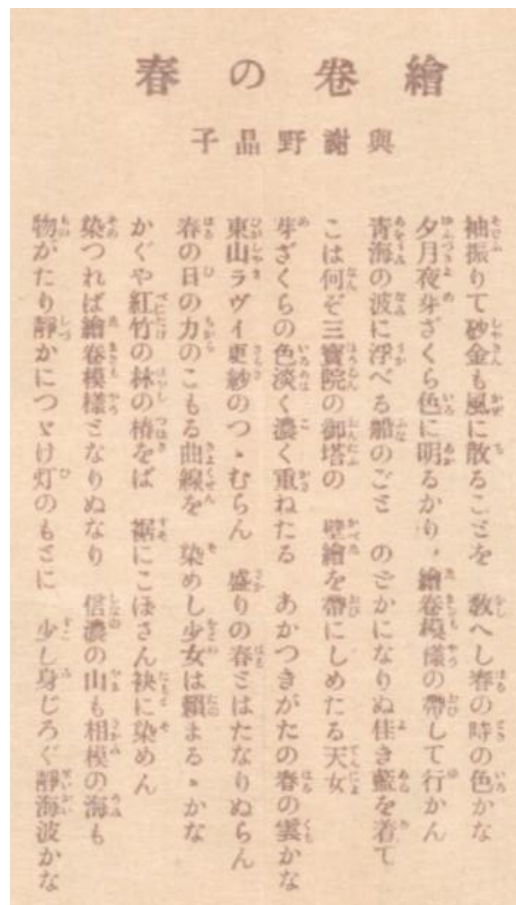 繪卷の春
與謝野晶子
袖振りて砂金も風に散ることを　敎へし春の時の色かな
夕月夜芽ざくら色に明るかり、繪卷模樣の帶して行かん
靑海の波に浮べる船のごと　のどかになりぬ佳き藍を着て
こは何ぞ三寶院の御塔の　壁繪を帶にしめたる天女
芽ざくらの色淡く濃く重ねたる　あかつきがたの春の雲かな
東山ラヴイ更紗のつゝむらん　盛りの春とはたなりぬらん
春の日の力のこもる曲線を　染めし少女は賴まるゝかな
かぐや紅竹の林の椿をば　裾にこぼさん袂に染めん
染つれば繪卷模樣となりぬなり　信濃の山も相模の海も
物がたり靜かにつゞけ灯のもとに　少し身じろぐ靜海波かな